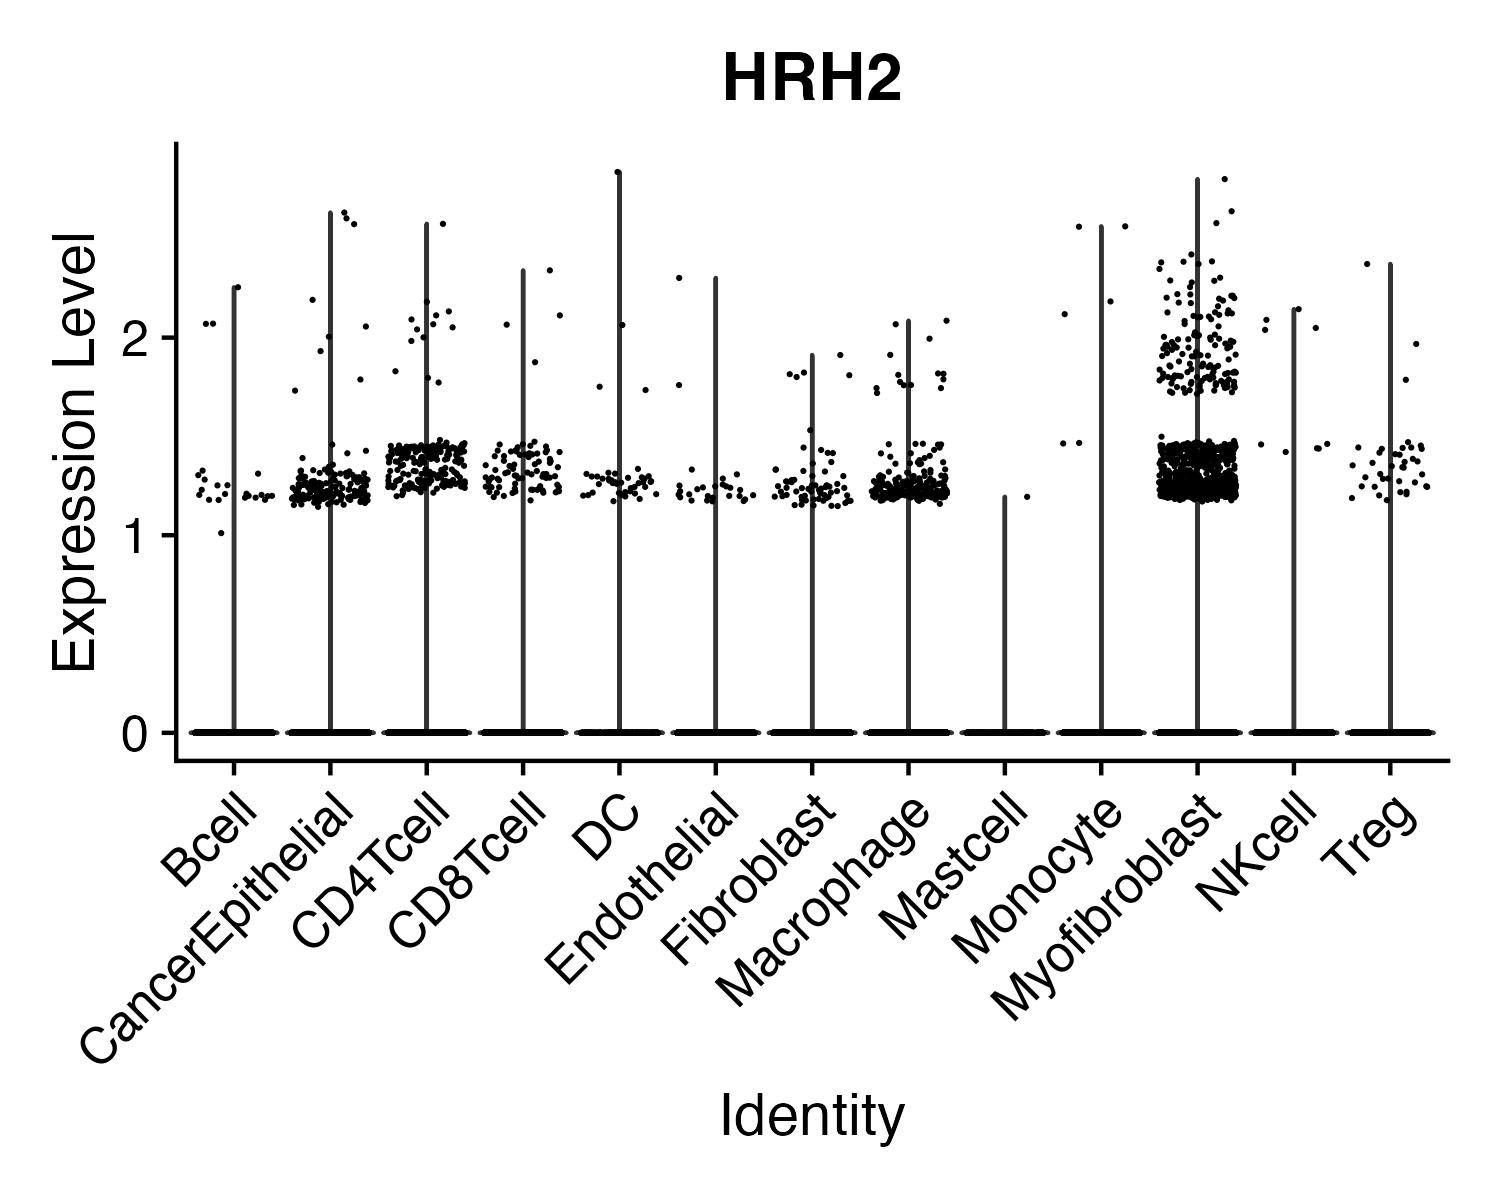 HRH2
Expression Level
2
1
0
Bcell
CancerEpithelial
CD4Tcell
CD8Tcell
DC
Endothelial
Fibroblast
Macrophage
Mastcell
Monocyte
Myofibroblast
NKcell
Treg
Identity